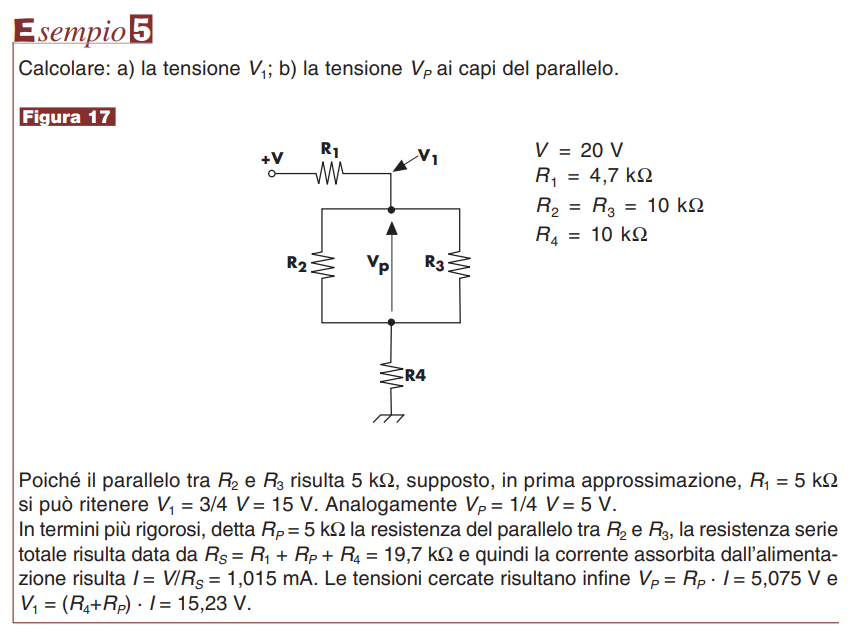 Esempio 5
Calcolare: a) la tensione V₁; b) la tensione Vₚ ai capi del parallelo.
Figura 17
+V
R1
V1
V = 20 V
R₁ = 4,7 kΩ
R₂ = R₃ = 10 kΩ
R₄ = 10 kΩ
R2
Vp
R3
R4
Poiché il parallelo tra R₂ e R₃ risulta 5 kΩ, supposto, in prima approssimazione, R₁ = 5 kΩ
si può ritenere V₁ = 3/4 V = 15 V. Analogamente Vₚ = 1/4 V = 5 V.
In termini più rigorosi, detta Rₚ = 5 kΩ la resistenza del parallelo tra R₂ e R₃, la resistenza serie
totale risulta data da Rₛ = R₁ + Rₚ + R₄ = 19,7 kΩ e quindi la corrente assorbita dall'alimenta-
zione risulta I = V/Rₛ = 1,015 mA. Le tensioni cercate risultano infine Vₚ = Rₚ · I = 5,075 V e
V₁ = (R₄+Rₚ) · I = 15,23 V.